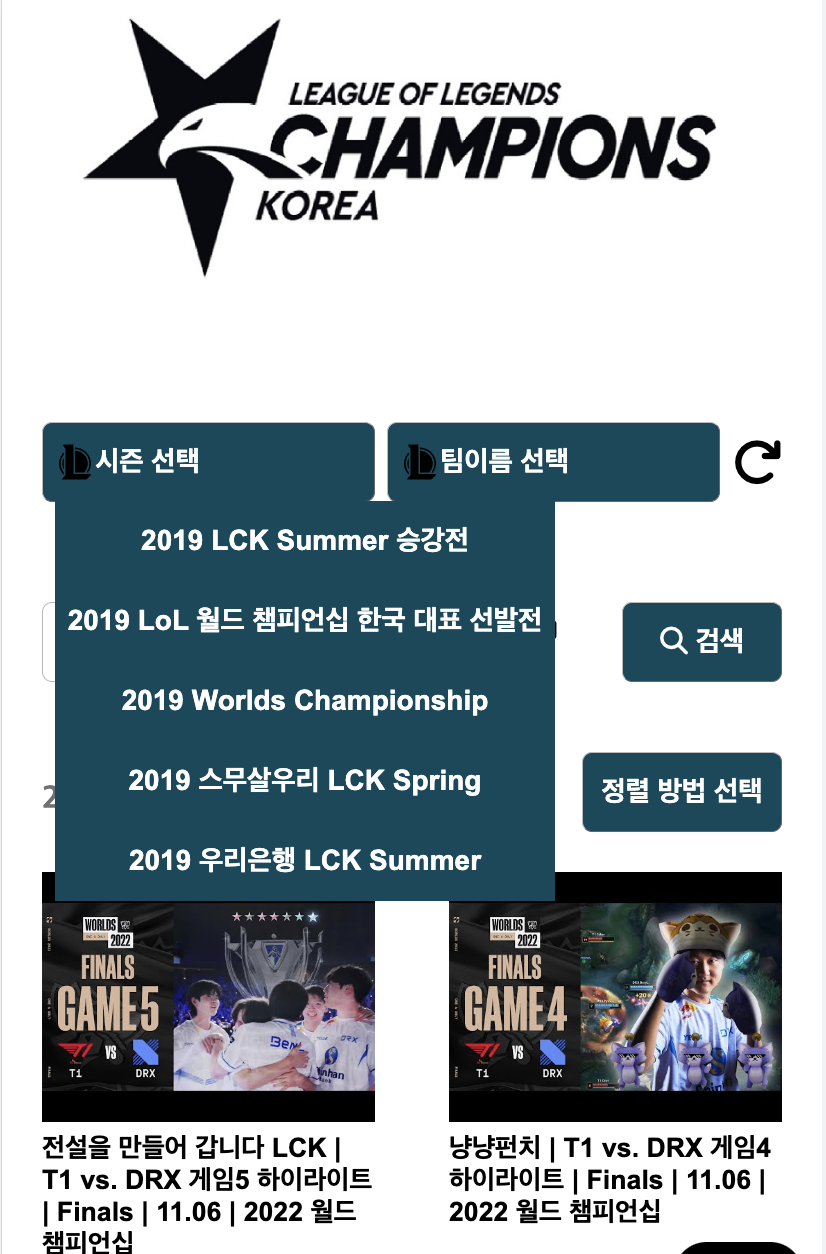 LEAGUE OF LEGENDS
CHAMPIONS
KOREA
시즌 선택
팀이름 선택
2019 LCK Summer 승강전
2019 LoL 월드 챔피언십 한국 대표 선발전
검색
2019 Worlds Championship
2019 스무살우리 LCK Spring
정렬 방법 선택
2
2019 우리은행 LCK Summer
WORLDS
2022
FINALS
GAME 5
VS
T1
DRX
WORLDS
2022
FINALS
GAME 4
VS
T1
DRX
전설을 만들어 갑니다 LCK |
T1 vs. DRX 게임5 하이라이트
| Finals | 11.06 | 2022 월드
챔피언십
냥냥펀치 | T1 vs. DRX 게임4
하이라이트 | Finals | 11.06 |
2022 월드 챔피언십